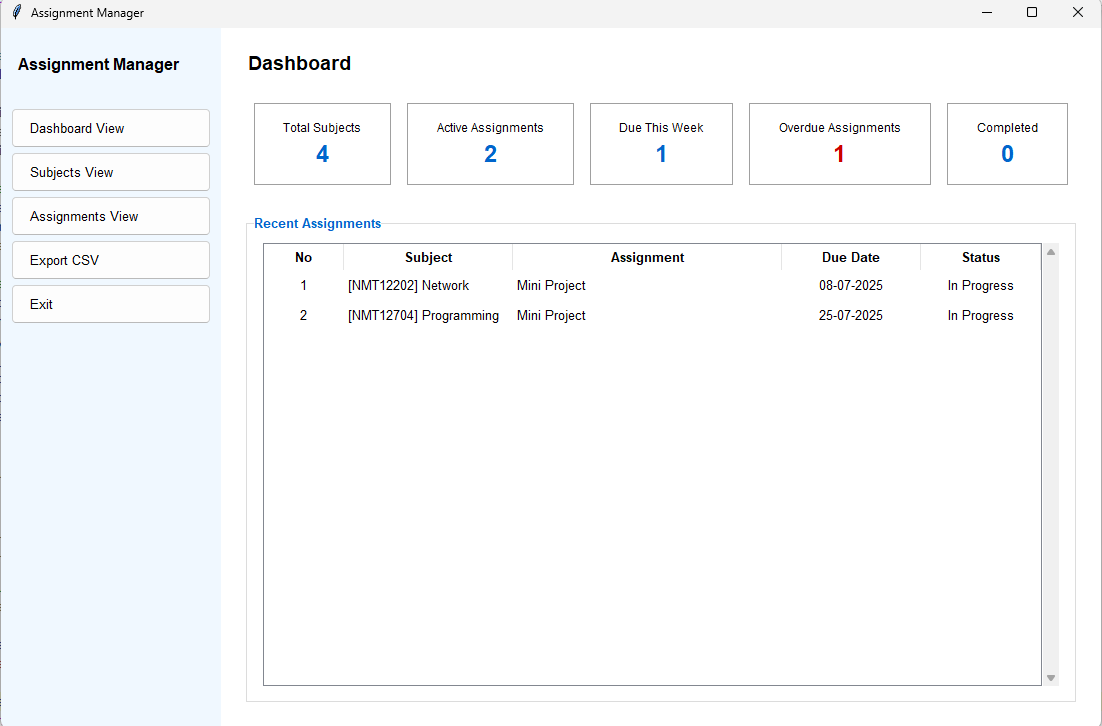 Assignment Manager
Assignment Manager
Dashboard View
Subjects View
Assignments View
Export CSV
Exit
Dashboard
Total Subjects
4
Active Assignments
2
Due This Week
1
Overdue Assignments
1
Completed
0
Recent Assignments
No Subject Assignment Due Date Status
1 [NMT12202] Network Mini Project 08-07-2025 In Progress
2 [NMT12704] Programming Mini Project 25-07-2025 In Progress